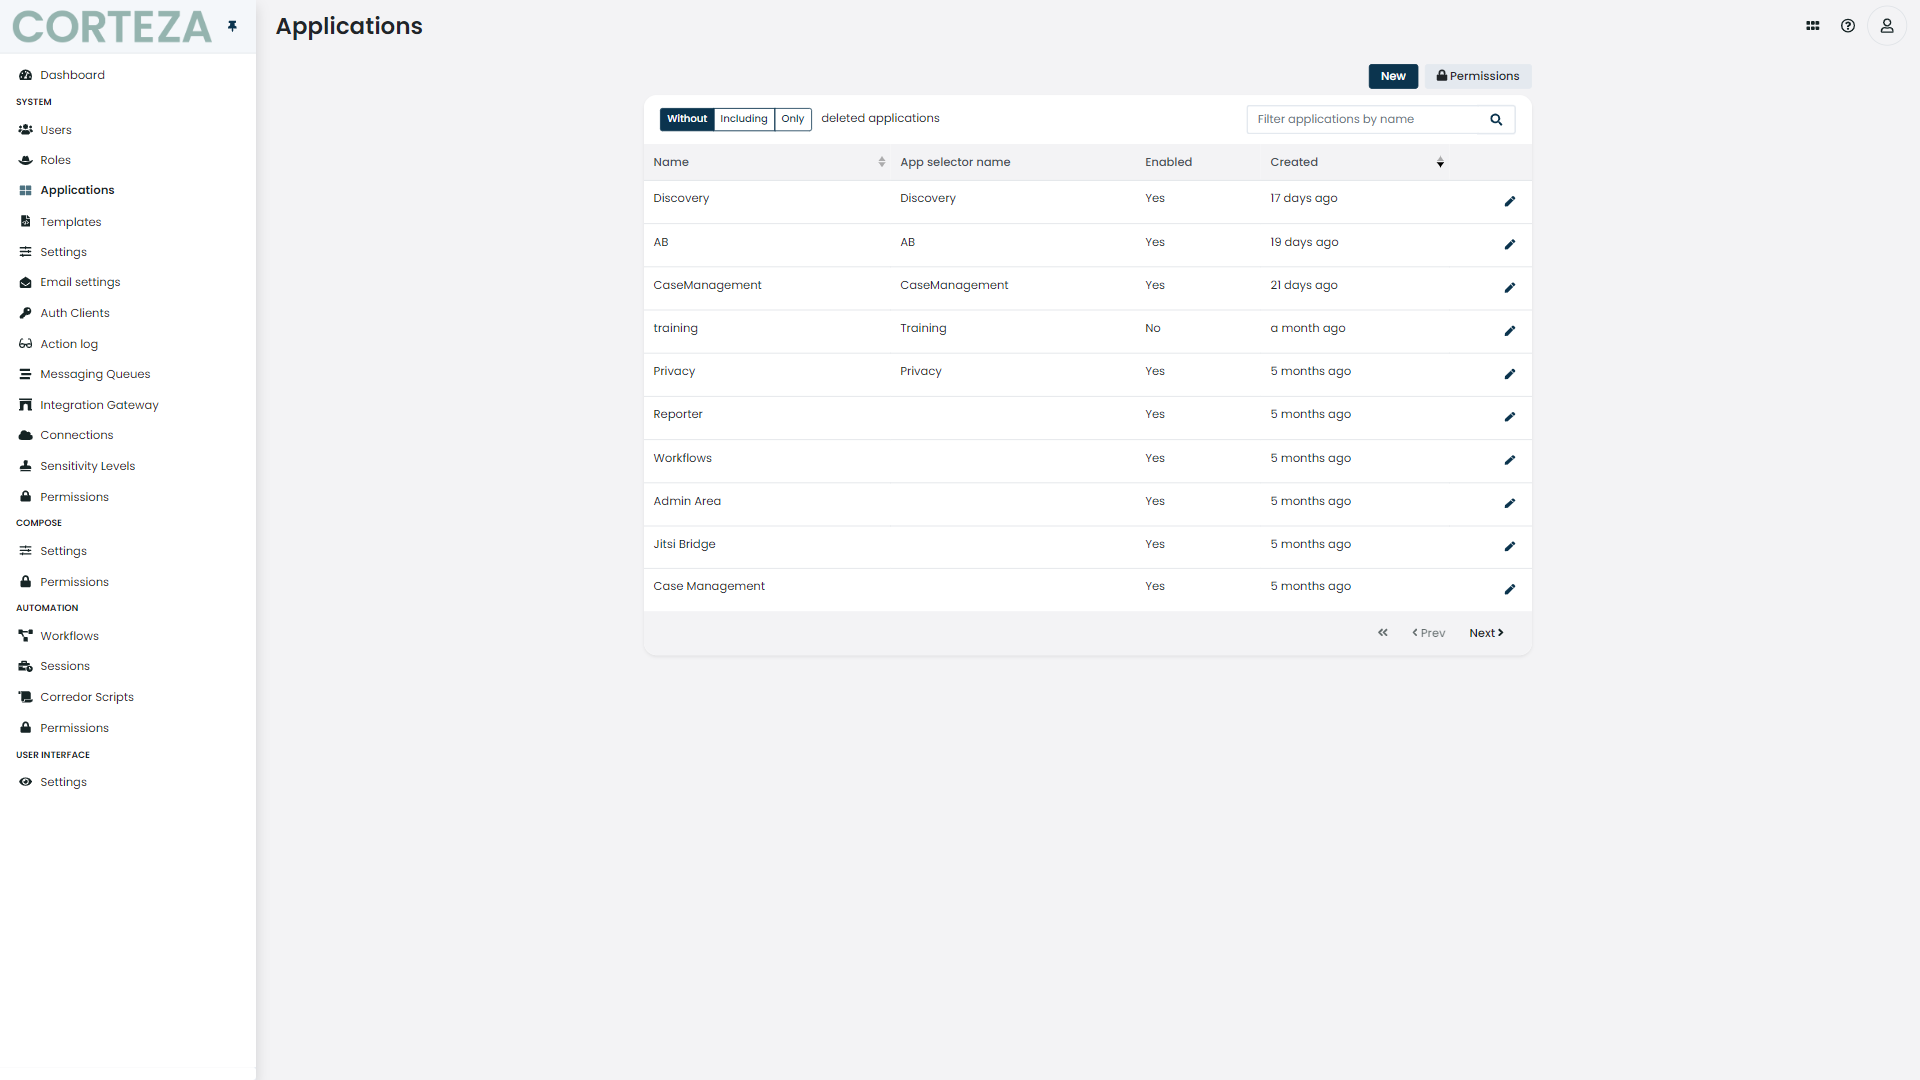 CORTEZA
Applications
Dashboard
SYSTEM
Users
Roles
Applications
Templates
Settings
Email settings
Auth Clients
Action log
Messaging Queues
Integration Gateway
Connections
Sensitivity Levels
Permissions
COMPOSE
Settings
Permissions
AUTOMATION
Workflows
Sessions
Corredor Scripts
Permissions
USER INTERFACE
Settings
New Permissions
Without Including Only deleted applications Filter applications by name
Name App selector name Enabled Created
Discovery Discovery Yes 17 days ago
AB AB Yes 19 days ago
CaseManagement CaseManagement Yes 21 days ago
training Training No a month ago
Privacy Privacy Yes 5 months ago
Reporter Yes 5 months ago
Workflows Yes 5 months ago
Admin Area Yes 5 months ago
Jitsi Bridge Yes 5 months ago
Case Management Yes 5 months ago
Prev Next